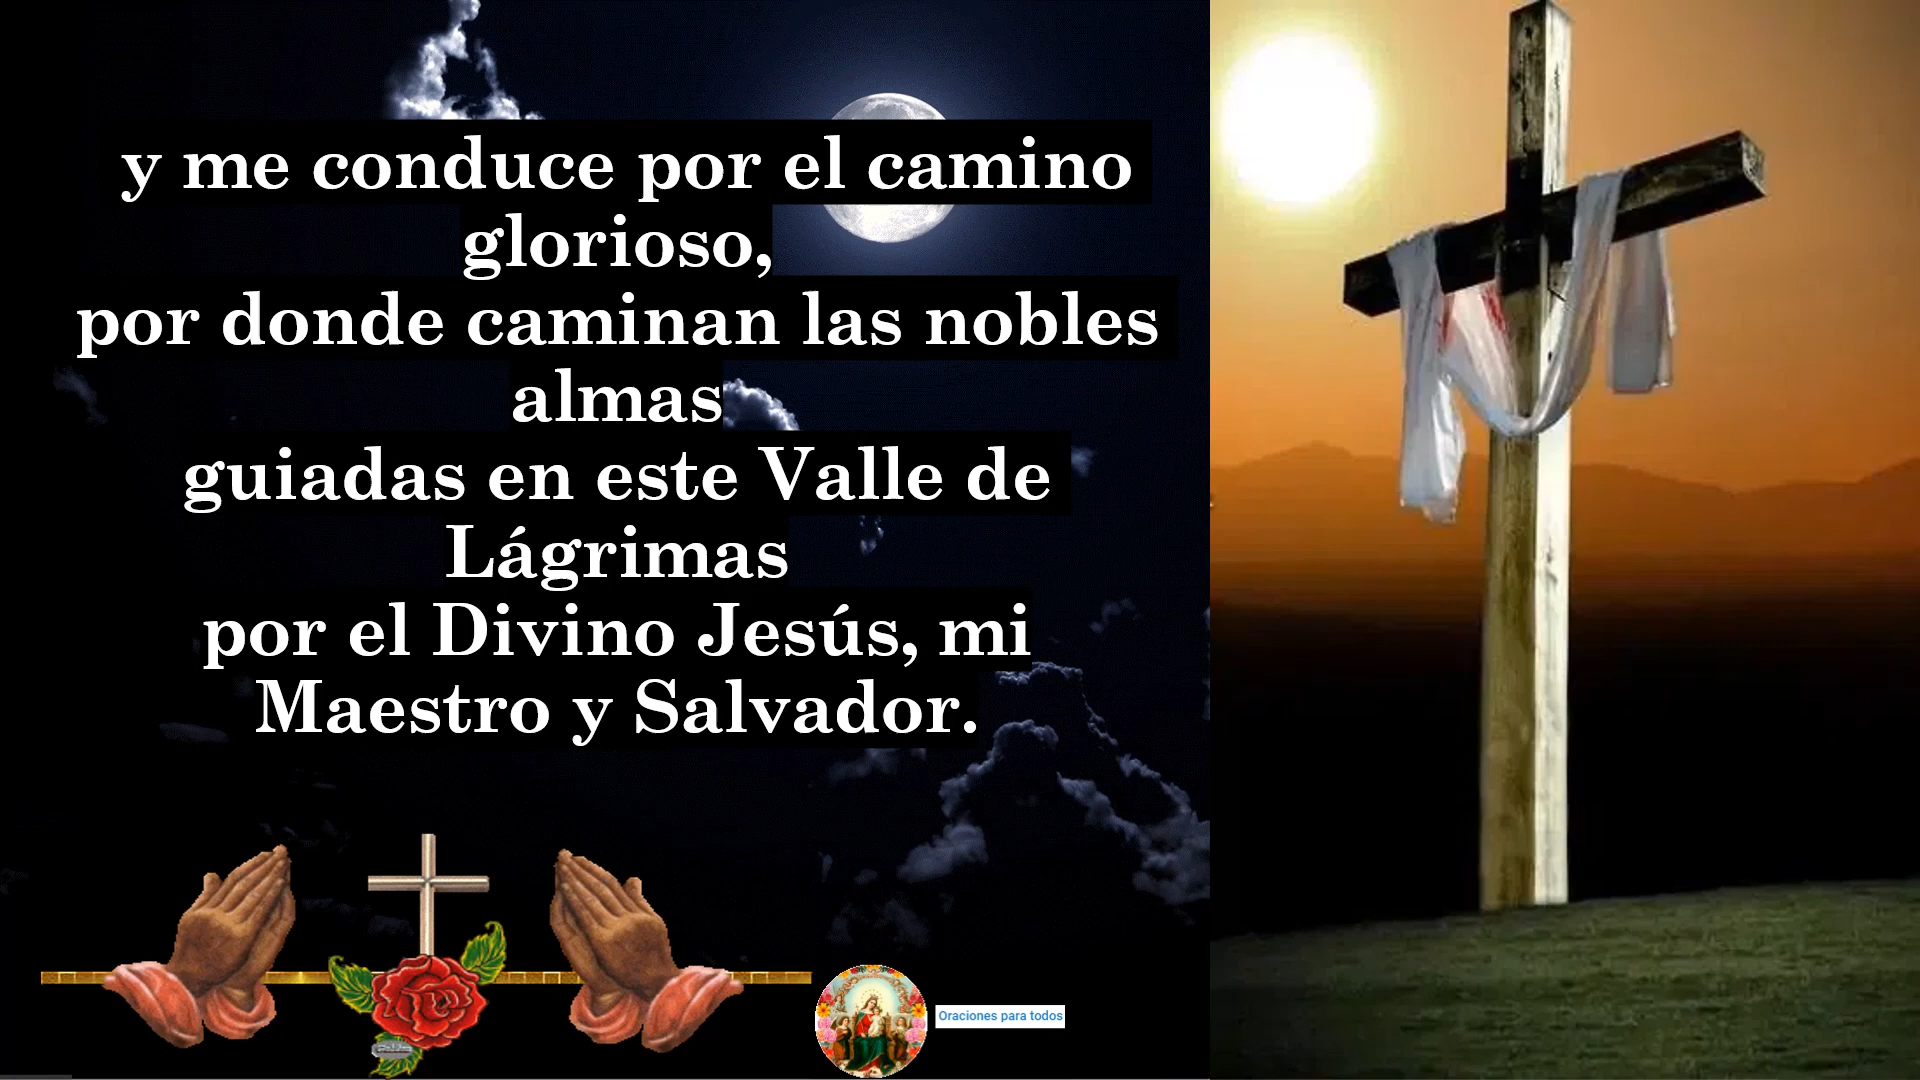 y me conduce por el camino
glorioso,
por donde caminan las nobles
almas
guiadas en este Valle de
Lágrimas
por el Divino Jesús, mi
Maestro y Salvador.
Oraciones para todos